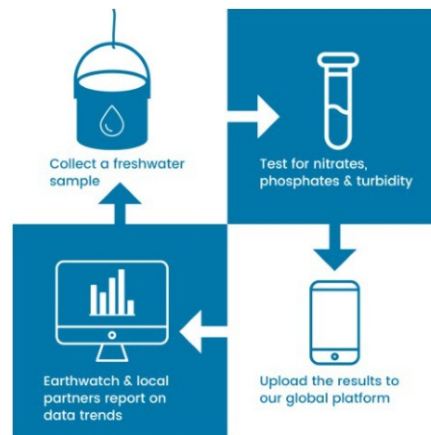 Collect a freshwater
sample
Test for nitrates,
phosphates & turbidity
Earthwatch & local
partners report on
data trends
Upload the results to
our global platform